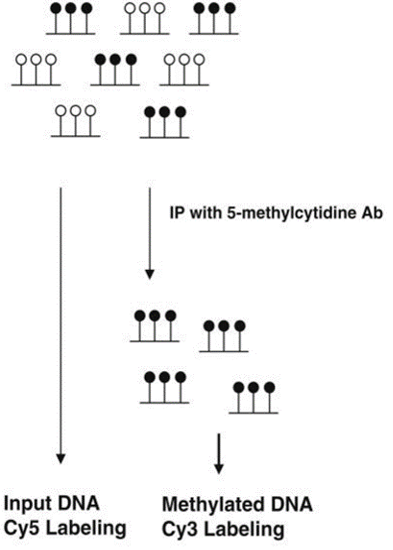 IP with 5-methylcytidine Ab
Input DNA
Cy5 Labeling
Methylated DNA
Cy3 Labeling